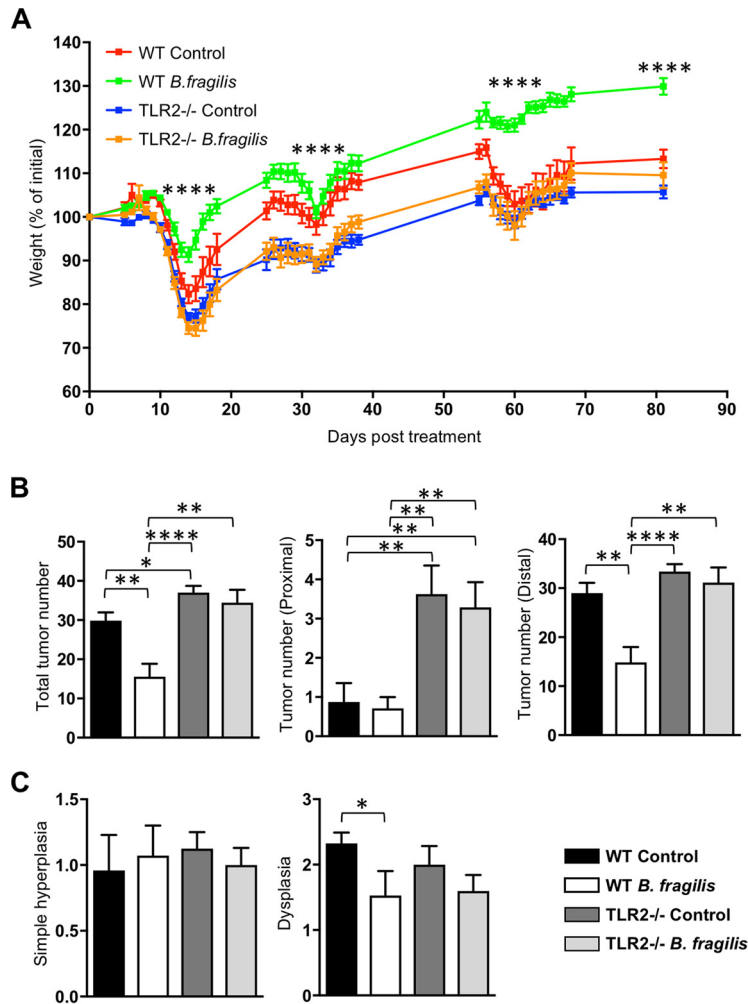 A
WT Control
WT B.fragilis
TLR2-/- Control
TLR2-/- B.fragilis
****
****
****
****
Weight (% of initial)
140
130
120
110
100
90
80
70
60
0 10 20 30 40 50 60 70 80 90
Days post treatment
B
Total tumor number
50
40
30
20
10
0
**
****
*
**
Tumor number (Proximal)
5
4
3
2
1
0
**
**
**
**
Tumor number (Distal)
40
30
20
10
0
**
****
**
C
Simple hyperplasia
1.5
1.0
0.5
0.0
Dysplasia
3
2
1
0
*
WT Control
WT B. fragilis
TLR2-/- Control
TLR2-/- B. fragilis